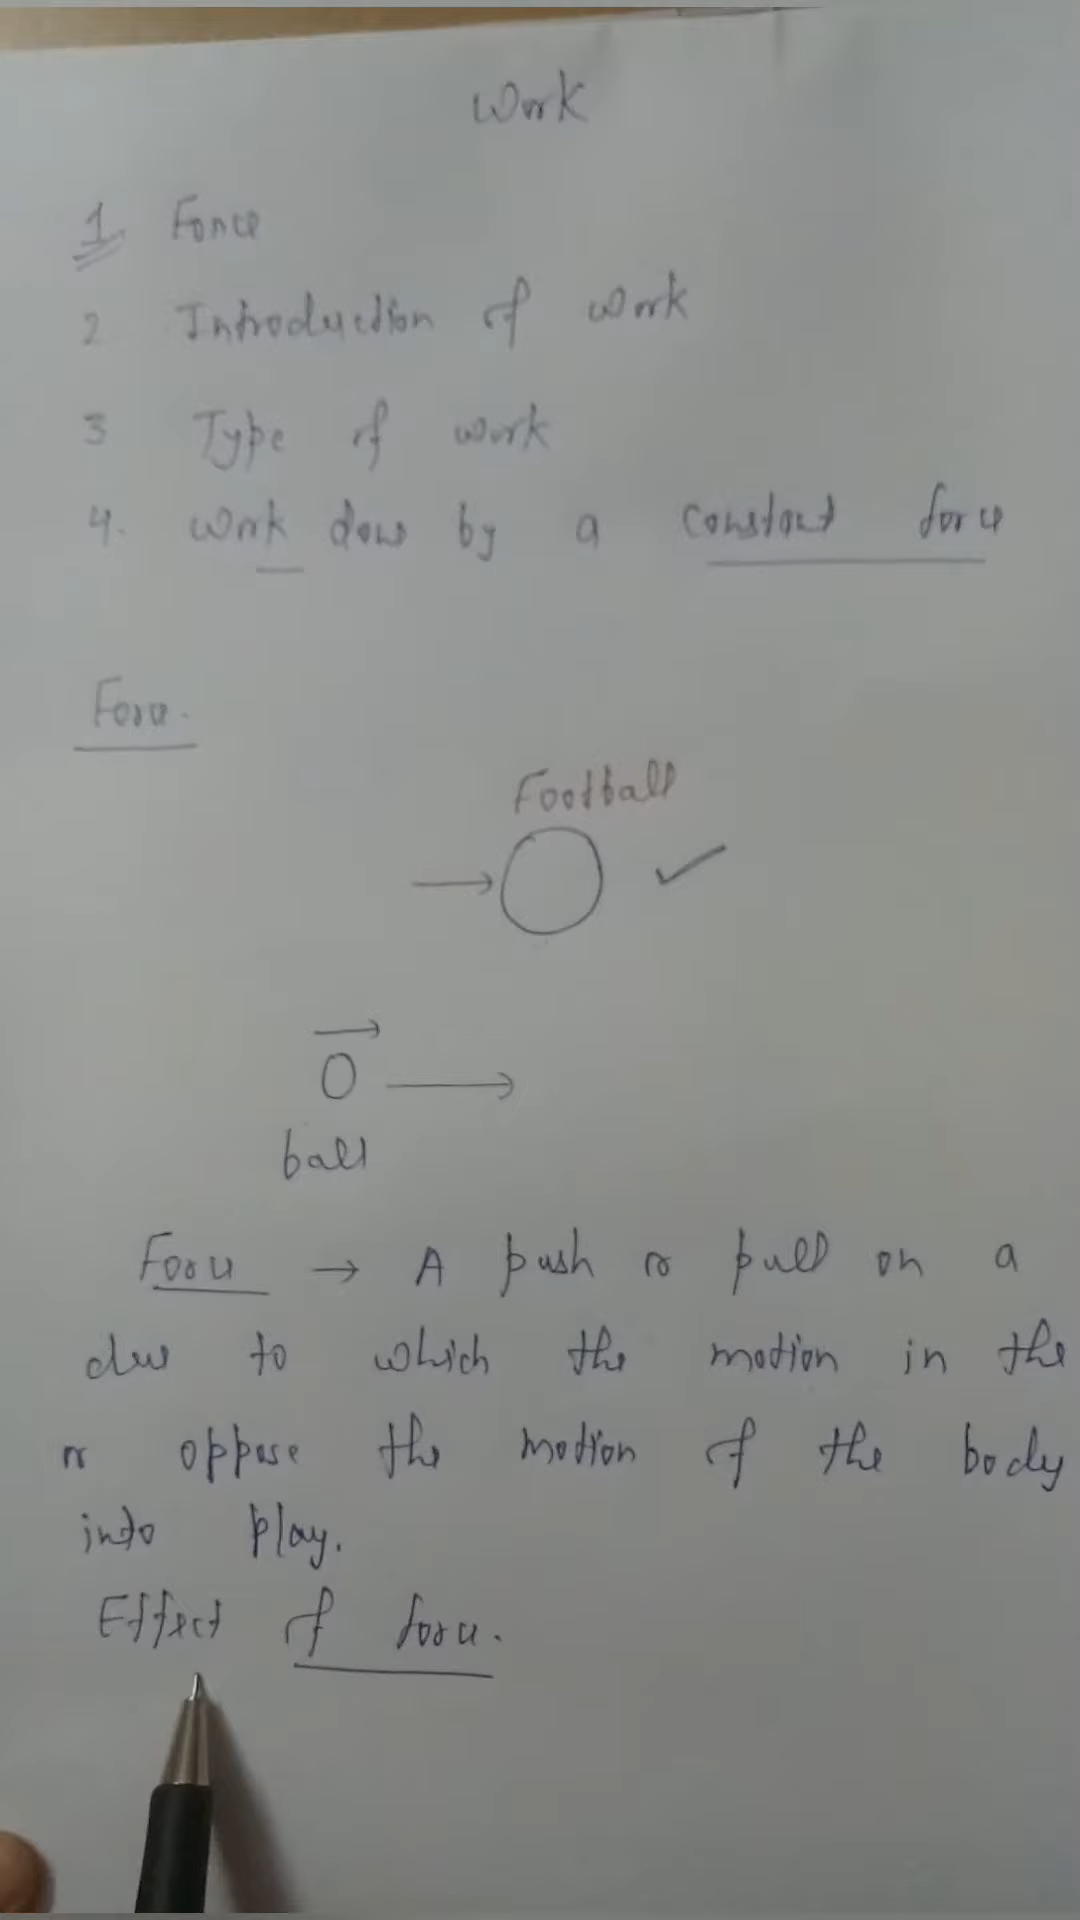 Work
1. Force
2 Introduction of work
3 Type of work
4. Work done by a constant force
Force.
Football
ball
Force → A push or pull on a
due to which the motion in the
or oppose the motion of the body
into play.
Effect of force.